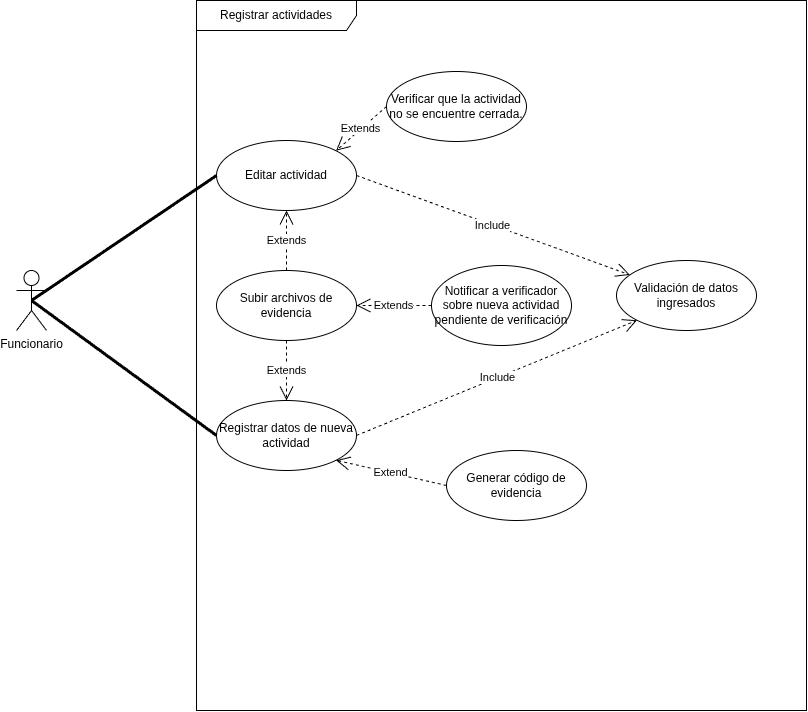 Registrar actividades
Verificar que la actividad
no se encuentre cerrada.
Extends
Editar actividad
Include
Extends
Subir archivos de
evidencia
Extends
Notificar a verificador
sobre nueva actividad
pendiente de verificación
Validación de datos
ingresados
Funcionario
Extends
Include
Registrar datos de nueva
actividad
Extend
Generar código de
evidencia